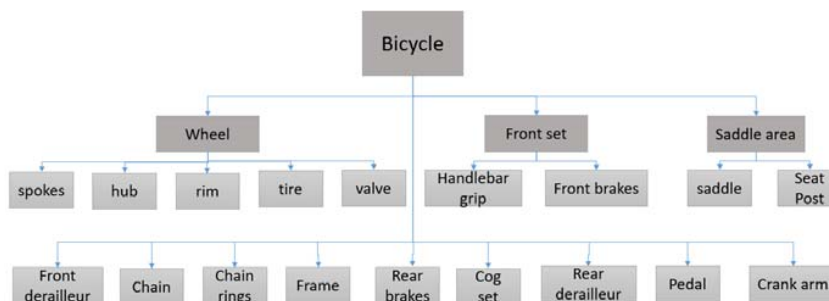 Bicycle
Wheel
Front set
Saddle area
spokes
hub
rim
tire
valve
Handlebar
grip
Front brakes
saddle
Seat
Post
Front
derailleur
Chain
Chain
rings
Frame
Rear
brakes
Cog
set
Rear
derailleur
Pedal
Crank arm